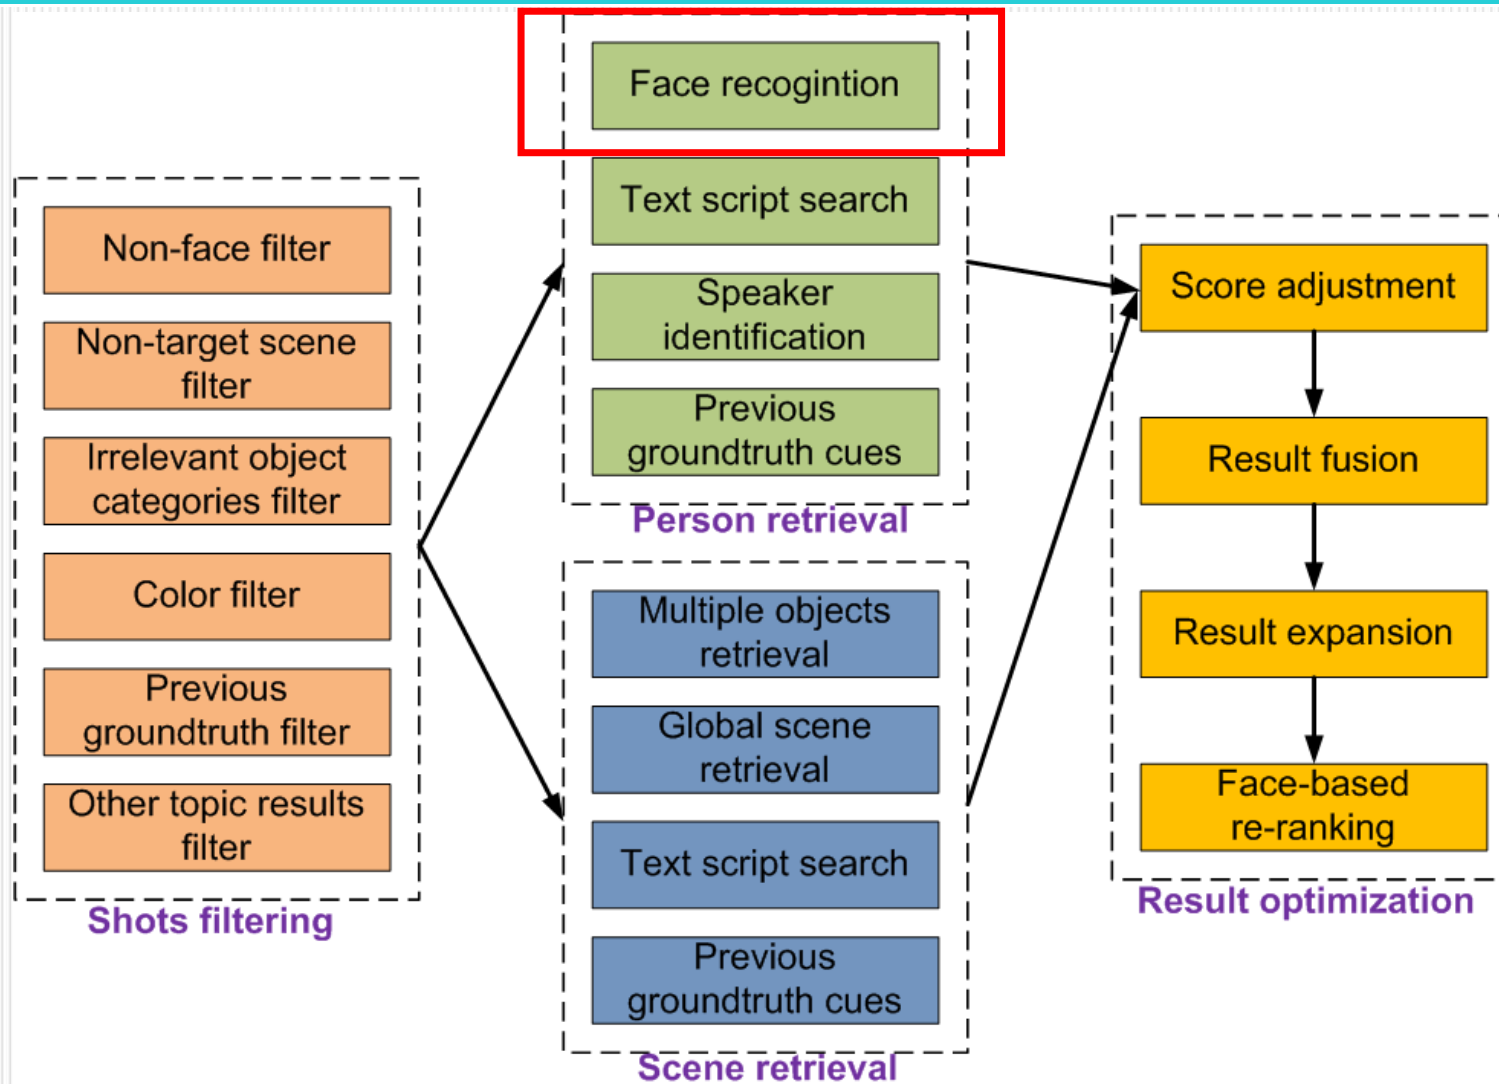 Non-face filter
Non-target scene
filter
Irrelevant object
categories filter
Color filter
Previous
groundtruth filter
Other topic results
filter
Shots filtering
Face recogintion
Text script search
Speaker
identification
Previous
groundtruth cues
Person retrieval
Multiple objects
retrieval
Global scene
retrieval
Text script search
Previous
groundtruth cues
Scene retrieval
Score adjustment
Result fusion
Result expansion
Face-based
re-ranking
Result optimization